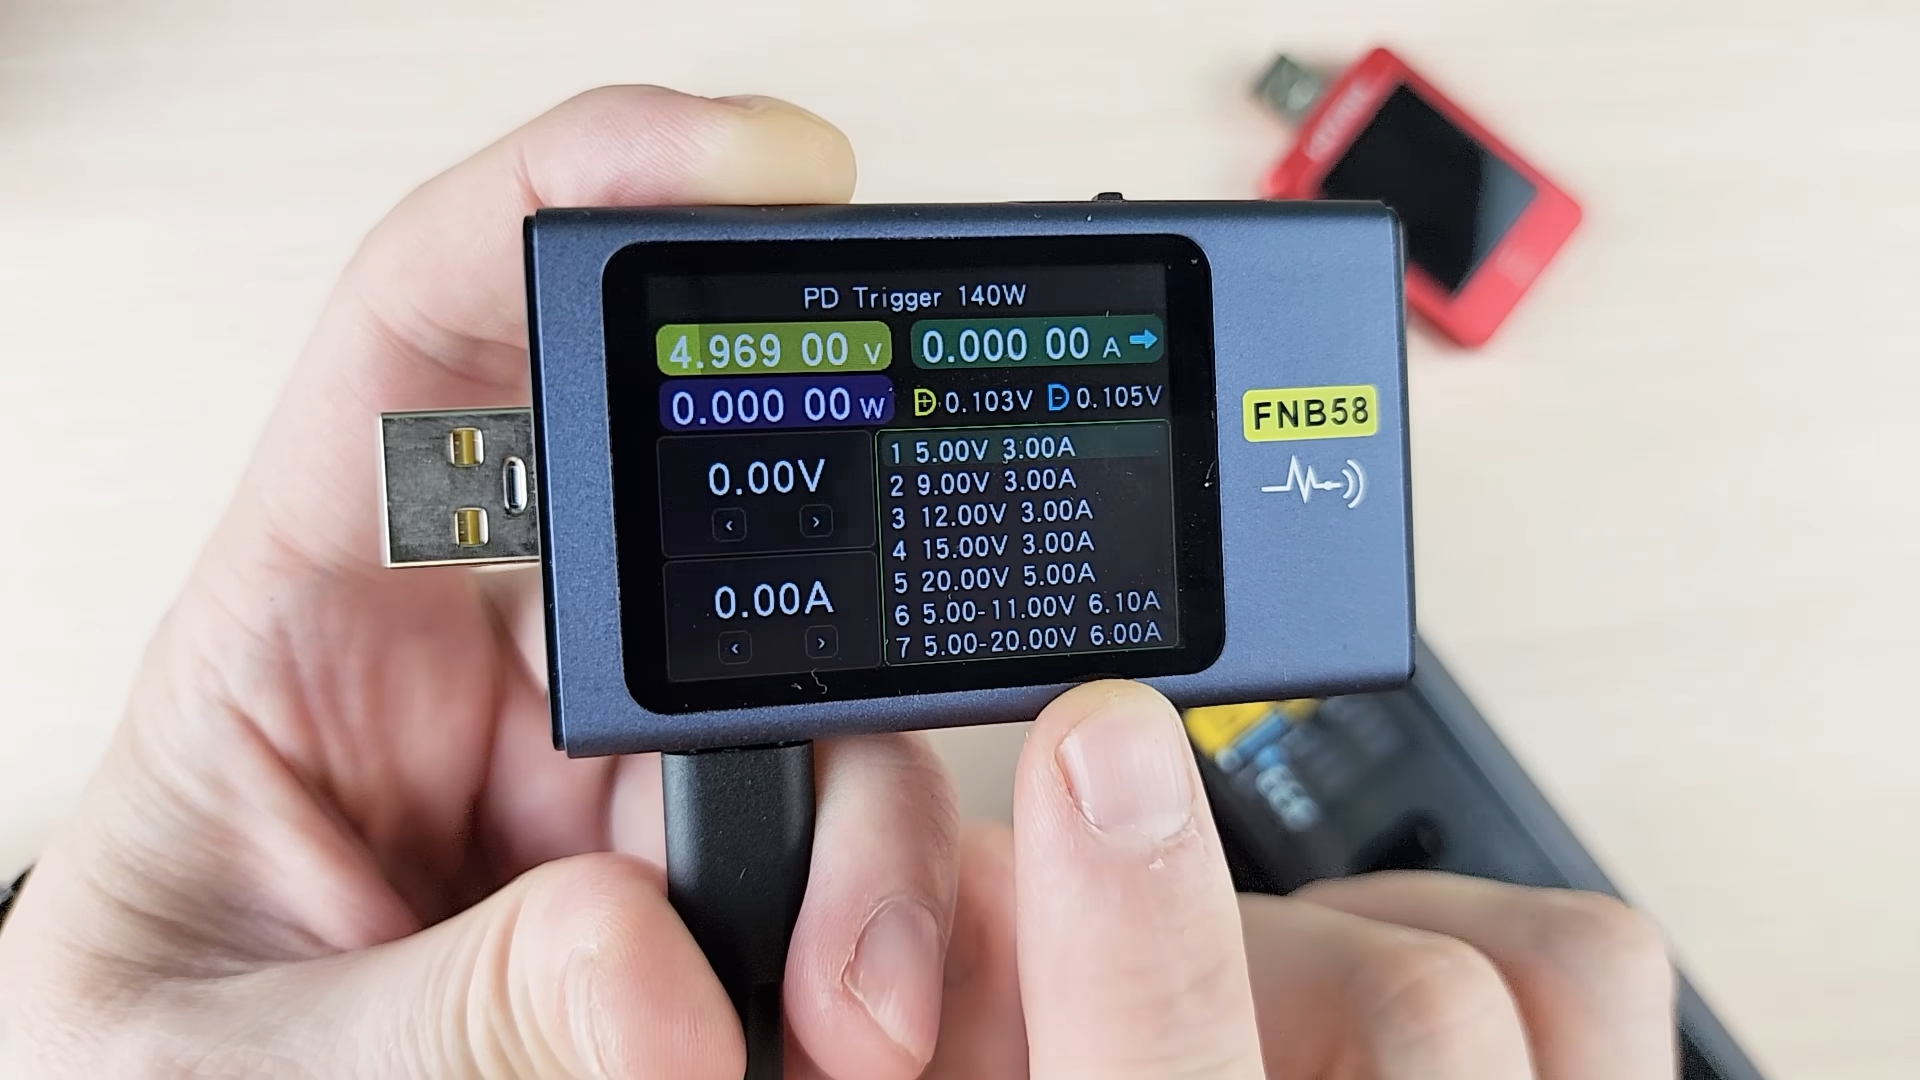 PD Trigger 140W
4.969 00 V 0.000 00 A
0.000 00 W D+ 0.103V D- 0.105V
0.00V
< >
0.00A
< >
1 5.00V 3.00A
2 9.00V 3.00A
3 12.00V 3.00A
4 15.00V 3.00A
5 20.00V 5.00A
6 5.00-11.00V 6.10A
7 5.00-20.00V 6.00A
FNB58